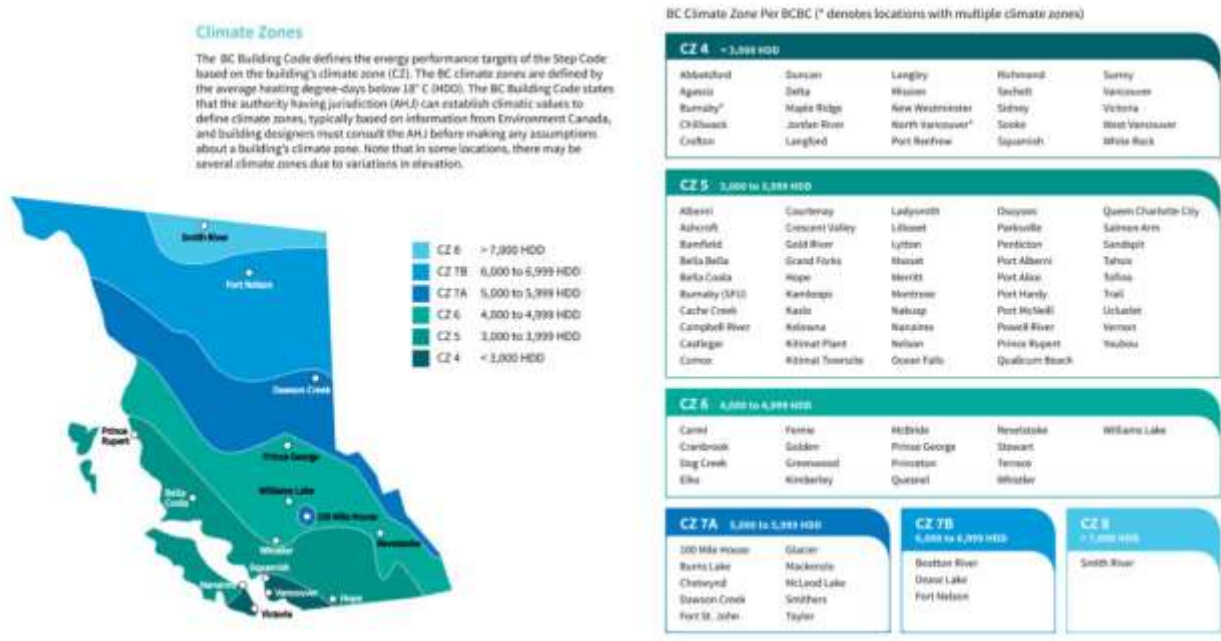 Climate Zones
The BC Building Code defines the energy performance targets of the Step Code
based on the building's climate zone (CZ). The BC climate zones are defined by
the average heating degree-days below 18° C (HDD). The BC Building Code states
that the authority having jurisdiction (AHJ) can establish climatic values to
define climate zones, typically based on information from Environment Canada,
and building designers must consult the AHJ before making any assumptions
about a building's climate zone. Note that in some locations, there may be
several climate zones due to variations in elevation.
Smith River
Fort Nelson
Dawson Creek
Prince
Rupert
Prince George
Williams Lake
Bella
Coola
100 Mile House
Revelstoke
Whistler
Squamish
Nanaimo
Vancouver
Hope
Victoria
CZ 8 > 7,000 HDD
CZ 7B 6,000 to 6,999 HDD
CZ 7A 5,000 to 5,999 HDD
CZ 6 4,000 to 4,999 HDD
CZ 5 3,000 to 3,999 HDD
CZ 4 < 3,000 HDD
BC Climate Zone Per BCBC (* denotes locations with multiple climate zones)
CZ 4 < 3,000 HDD
Abbotsford Duncan Langley Richmond Surrey
Agassiz Delta Mission Sechelt Vancouver
Burnaby* Maple Ridge New Westminster Sidney Victoria
Chilliwack Jordan River North Vancouver* Sooke West Vancouver
Crofton Langford Port Renfrew Squamish White Rock
CZ 5 3,000 to 3,999 HDD
Alberni Courtenay Ladysmith Osoyoos Queen Charlotte City
Ashcroft Crescent Valley Lillooet Parksville Salmon Arm
Bamfield Gold River Lytton Penticton Sandspit
Bella Bella Grand Forks Masset Port Alberni Tahsis
Bella Coola Hope Merritt Port Alice Tofino
Burnaby (SFU) Kamloops Montrose Port Hardy Trail
Cache Creek Kaslo Nakusp Port McNeill Ucluelet
Campbell River Kelowna Nanaimo Powell River Vernon
Castlegar Kitimat Plant Nelson Prince Rupert Youbou
Comox Kitimat Townsite Ocean Falls Qualicum Beach
CZ 6 4,000 to 4,999 HDD
Carmi Fernie McBride Revelstoke Williams Lake
Cranbrook Golden Prince George Stewart
Dog Creek Greenwood Princeton Terrace
Elko Kimberley Quesnel Whistler
CZ 7A 5,000 to 5,999 HDD
100 Mile House Glacier
Burns Lake Mackenzie
Chetwynd McLeod Lake
Dawson Creek Smithers
Fort St. John Taylor
CZ 7B
6,000 to 6,999 HDD
Beatton River
Dease Lake
Fort Nelson
CZ 8
> 7,000 HDD
Smith River